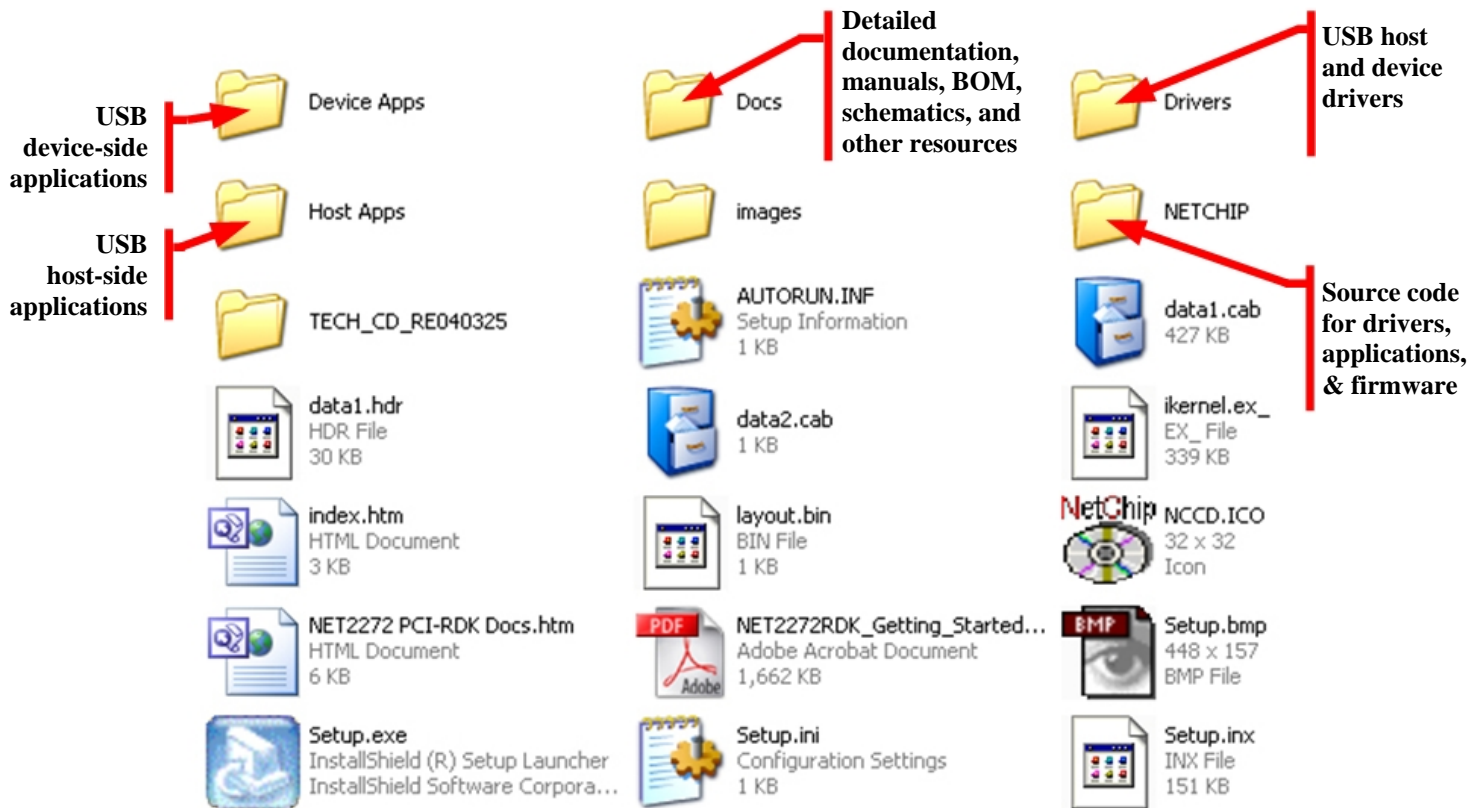 Detailed
documentation,
manuals, BOM,
schematics, and
other resources
USB host
and device
drivers
USB
device-side
applications
Device Apps
Docs
Drivers
USB
host-side
applications
Host Apps
images
NETCHIP
Source code
for drivers,
applications,
& firmware
TECH_CD_RE040325
AUTORUN.INF
Setup Information
1 KB
data1.cab
427 KB
data1.hdr
HDR File
30 KB
data2.cab
1 KB
ikernel.ex_
EX_ File
339 KB
index.htm
HTML Document
3 KB
layout.bin
BIN File
1 KB
NetChip
NCCD.ICO
32 x 32
Icon
NET2272 PCI-RDK Docs.htm
HTML Document
6 KB
PDF
Adobe
NET2272RDK_Getting_Started...
Adobe Acrobat Document
1,662 KB
BMP
Setup.bmp
448 x 157
BMP File
Setup.exe
InstallShield (R) Setup Launcher
InstallShield Software Corpora...
Setup.ini
Configuration Settings
1 KB
Setup.inx
INX File
151 KB